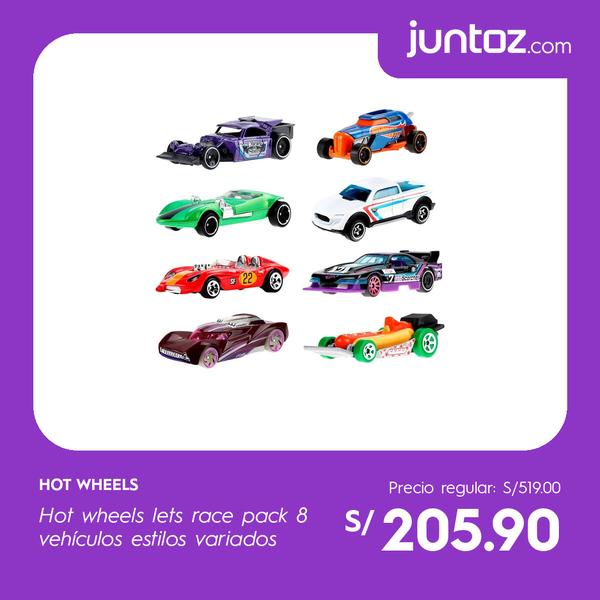 juntoz.com
22
HOT WHEELS
Hot wheels lets race pack 8
vehículos estilos variados
Precio regular: S/519.00
S/205.90